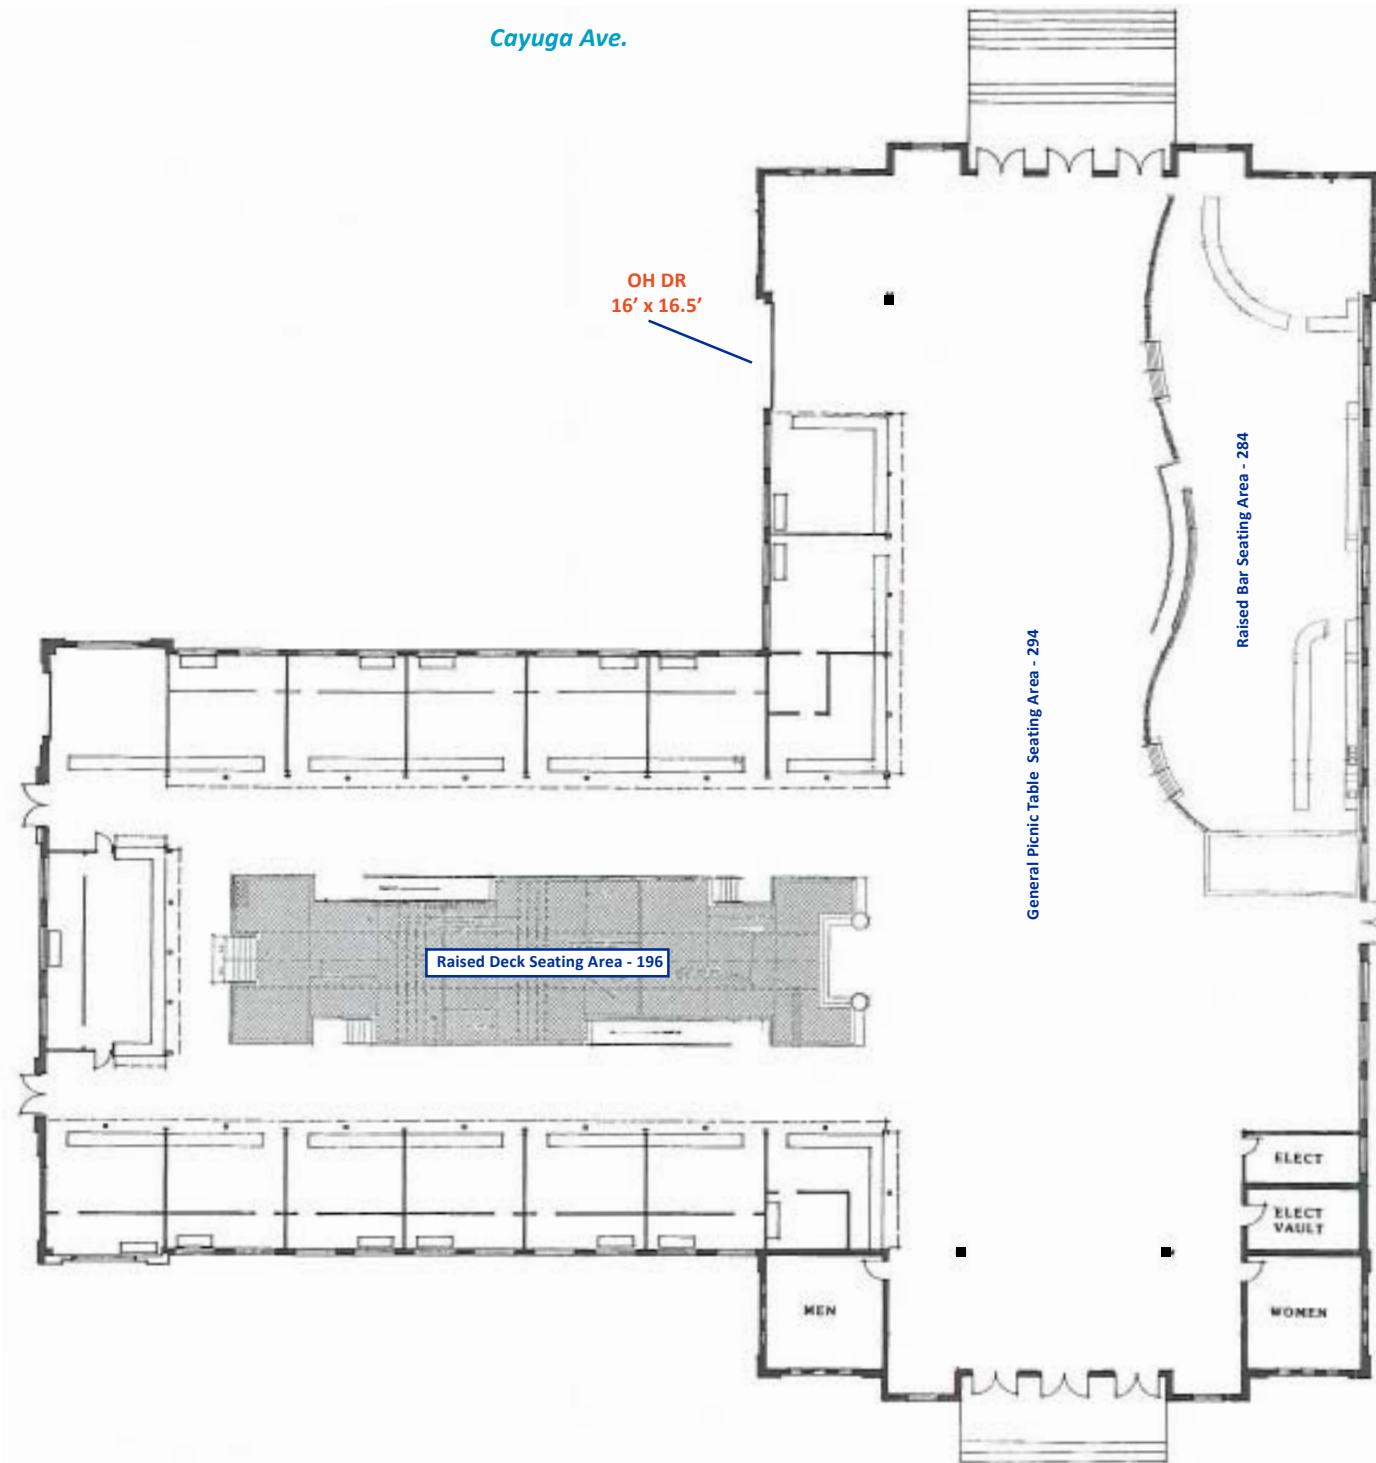 Cayuga Ave.
OH DR
16’ x 16.5’
Raised Bar Seating Area - 284
General Picnic Table Seating Area - 294
Raised Deck Seating Area - 196
ELECT
ELECT
VAULT
MEN
WOMEN